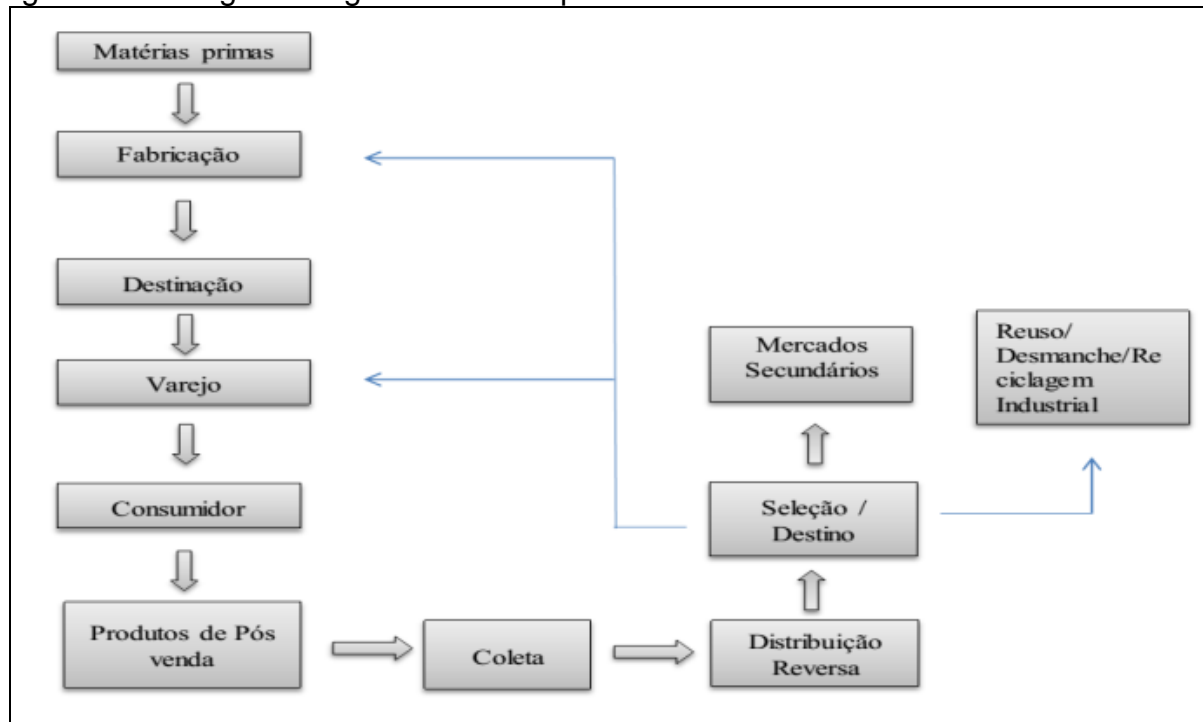 Matérias primas
Fabricação
Destinação
Varejo
Consumidor
Produtos de Pós
venda
Coleta
Distribuição
Reversa
Seleção /
Destino
Mercados
Secundários
Reuso/
Desmanche/Re
ciclagem
Industrial